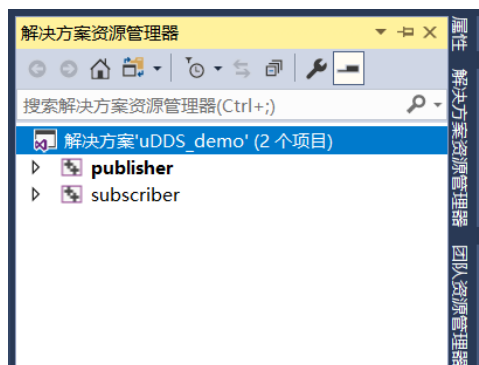 解决方案资源管理器
搜索解决方案资源管理器(Ctrl+;)
解决方案'uDDS_demo' (2 个项目)
publisher
subscriber
属性
解决方案资源管理器
团队资源管理器